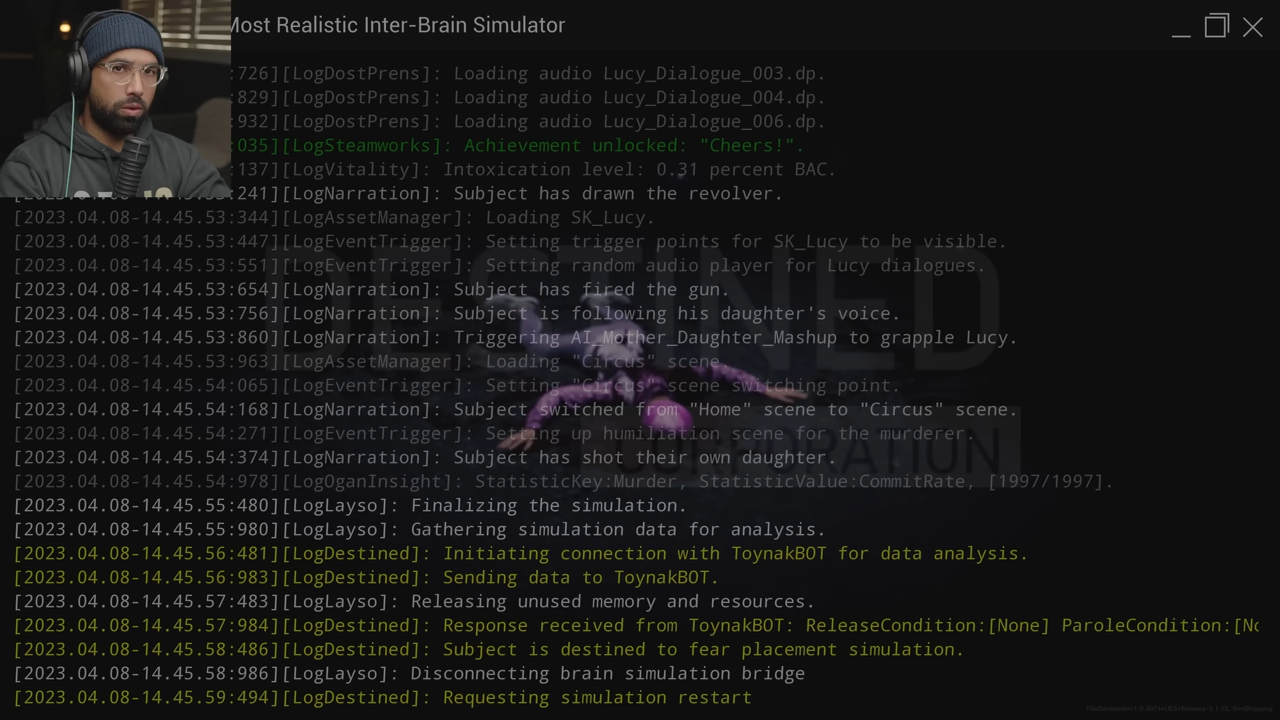 Most Realistic Inter-Brain Simulator
:726][LogDostPrens]: Loading audio Lucy_Dialogue_003.dp.
:829][LogDostPrens]: Loading audio Lucy_Dialogue_004.dp.
:932][LogDostPrens]: Loading audio Lucy_Dialogue_006.dp.
:035][LogSteamworks]: Achievement unlocked: "Cheers!".
:137][LogVitality]: Intoxication level: 0.31 percent BAC.
[2023.04.08-14.45.53:241][LogNarration]: Subject has drawn the revolver.
[2023.04.08-14.45.53:344][LogAssetManager]: Loading SK_Lucy.
[2023.04.08-14.45.53:447][LogEventTrigger]: Setting trigger points for SK_Lucy to be visible.
[2023.04.08-14.45.53:551][LogEventTrigger]: Setting random audio player for Lucy dialogues.
[2023.04.08-14.45.53:654][LogNarration]: Subject has fired the gun.
[2023.04.08-14.45.53:756][LogNarration]: Subject is following his daughter's voice.
[2023.04.08-14.45.53:860][LogNarration]: Triggering AI_Mother_Daughter_Mashup to grapple Lucy.
[2023.04.08-14.45.53:963][LogAssetManager]: Loading "Circus" scene.
[2023.04.08-14.45.54:065][LogEventTrigger]: Setting "Circus" scene switching point.
[2023.04.08-14.45.54:168][LogNarration]: Subject switched from "Home" scene to "Circus" scene.
[2023.04.08-14.45.54:271][LogEventTrigger]: Setting up humiliation scene for the murderer.
[2023.04.08-14.45.54:374][LogNarration]: Subject has shot their own daughter.
[2023.04.08-14.45.54:978][LogOganInsight]: StatisticKey:Murder, StatisticValue:CommitRate, [1997/1997].
[2023.04.08-14.45.55:480][LogLayso]: Finalizing the simulation.
[2023.04.08-14.45.55:980][LogLayso]: Gathering simulation data for analysis.
[2023.04.08-14.45.56:481][LogDestined]: Initiating connection with ToynakBOT for data analysis.
[2023.04.08-14.45.56:983][LogDestined]: Sending data to ToynakBOT.
[2023.04.08-14.45.57:483][LogLayso]: Releasing unused memory and resources.
[2023.04.08-14.45.57:984][LogDestined]: Response received from ToynakBOT: ReleaseCondition:[None] ParoleCondition:[No
[2023.04.08-14.45.58:486][LogDestined]: Subject is destined to fear placement simulation.
[2023.04.08-14.45.58:986][LogLayso]: Disconnecting brain simulation bridge
[2023.04.08-14.45.59:494][LogDestined]: Requesting simulation restart
DESTINED
CORPORATION